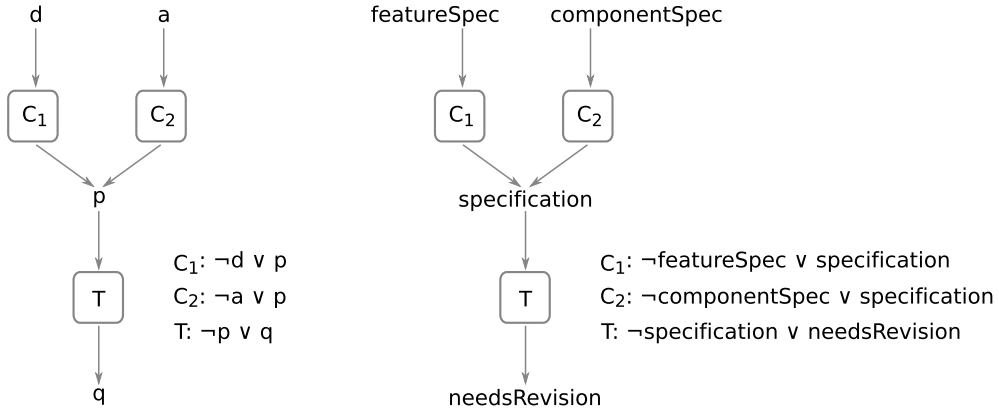 d a featureSpec componentSpec
C1 C2 C1 C2
p specification
C1: ¬d ∨ p
C2: ¬a ∨ p
T: ¬p ∨ q
C1: ¬featureSpec ∨ specification
C2: ¬componentSpec ∨ specification
T: ¬specification ∨ needsRevision
T T
q needsRevision